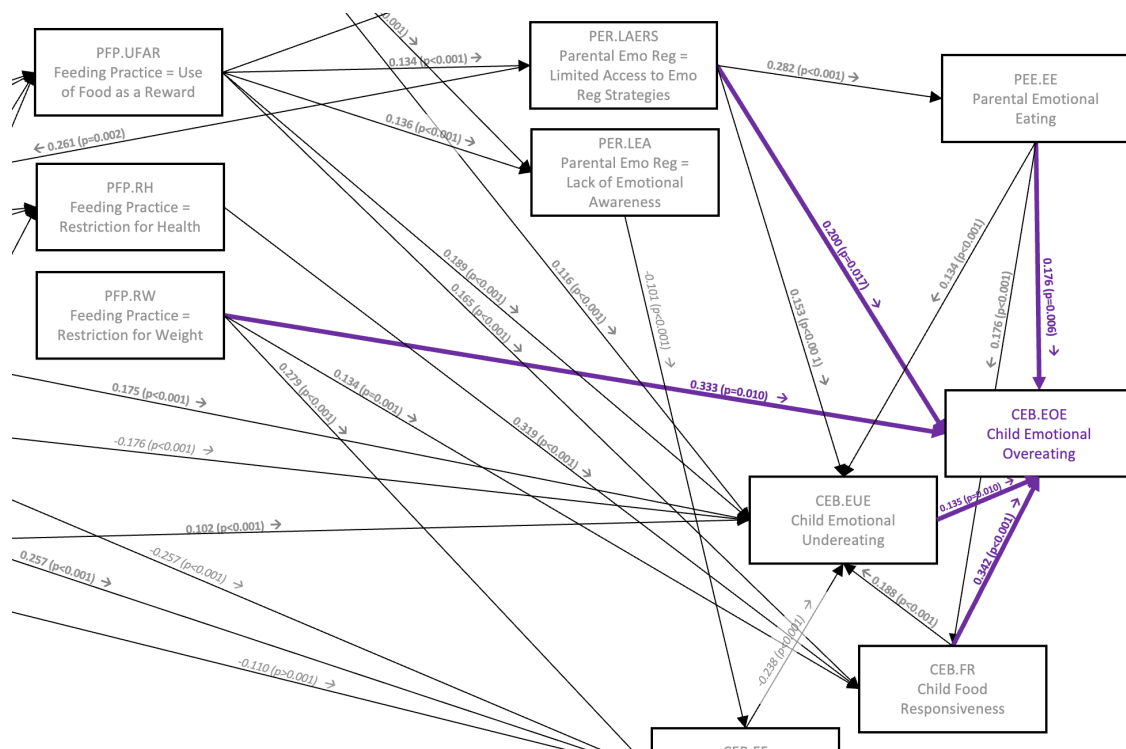 .001) →
PFP.UFAR
Feeding Practice = Use
of Food as a Reward
0.134 (p<0.001) →
PER.LAERS
Parental Emo Reg =
Limited Access to Emo
Reg Strategies
0.282 (p<0.001) →
PEE.EE
Parental Emotional
Eating
← 0.261 (p=0.002)
0.136 (p<0.001) →
PER.LEA
Parental Emo Reg =
Lack of Emotional
Awareness
PFP.RH
Feeding Practice =
Restriction for Health
PFP.RW
Feeding Practice =
Restriction for Weight
0.189 (p<0.001) →
0.165 (p<0.001) →
0.116 (p<0.001) →
-0.101 (p<0.001) →
0.200 (p=0.017) →
0.153 (p<0.00 1) →
← 0.134 (p<0.001)
← 0.176 (p<0.001)
0.176 (p=0.006) →
0.333 (p=0.010) →
0.175 (p<0.001) →
0.279 (p<0.001) →
0.134 (p=0.001) →
0.319 (p<0.001) →
-0.176 (p<0.001) →
CEB.EOE
Child Emotional
Overeating
0.102 (p<0.001) →
CEB.EUE
Child Emotional
Undereating
0.135 (p=0.010) →
0.342 (p<0.001) →
0.257 (p<0.001) →
-0.257 (p<0.001) →
← 0.188 (p<0.001)
-0.238 (p<0.001) →
-0.110 (p>0.001) →
CEB.FR
Child Food
Responsiveness